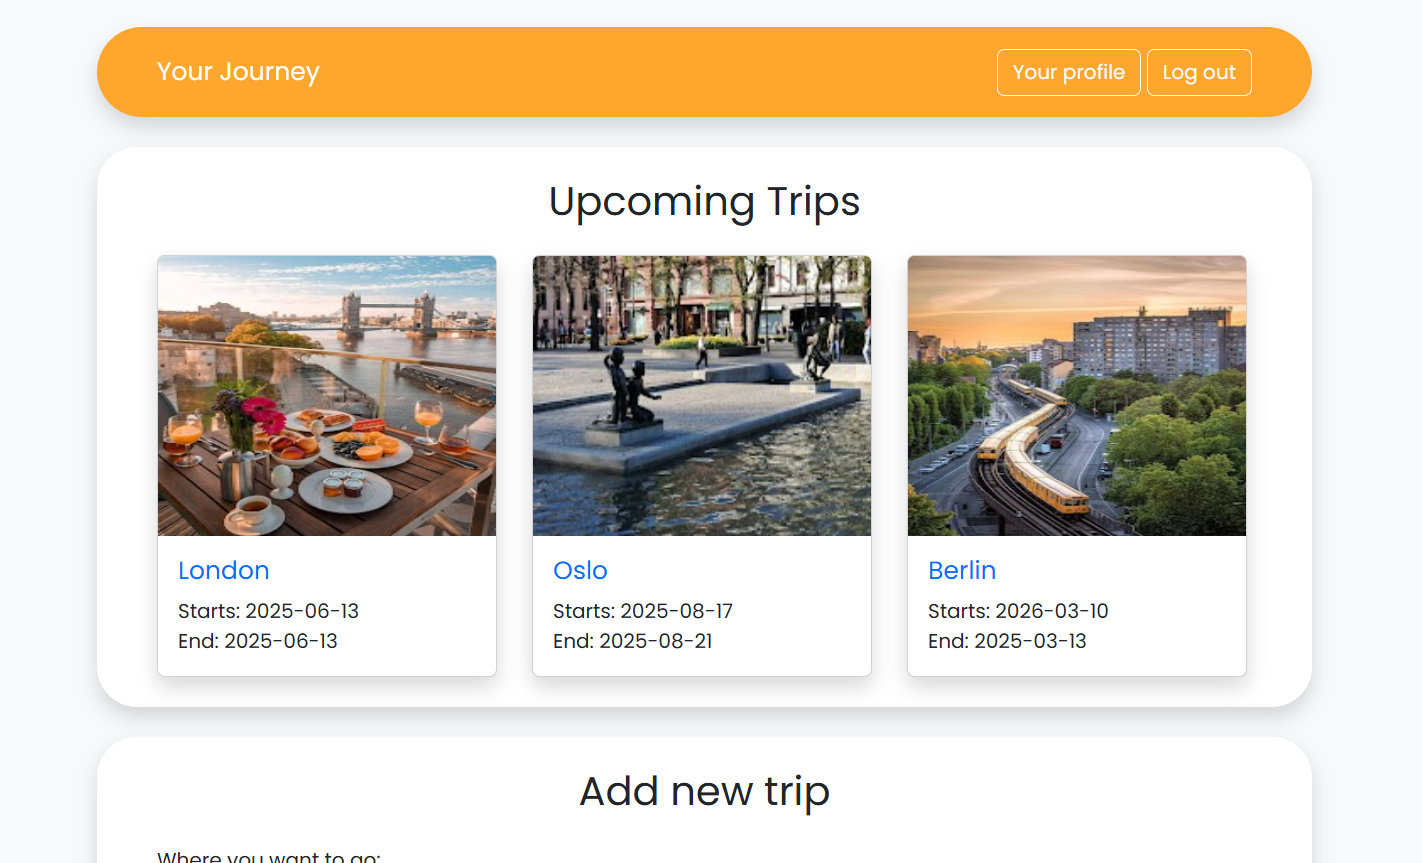 Your Journey
Your profile
Log out
Upcoming Trips
London
Starts: 2025-06-13
End: 2025-06-13
Oslo
Starts: 2025-08-17
End: 2025-08-21
Berlin
Starts: 2026-03-10
End: 2025-03-13
Add new trip
Where you want to go: